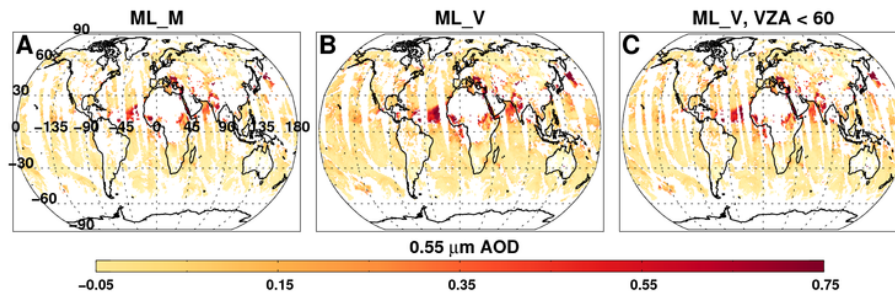 ML_M
ML_V
ML_V, VZA < 60
A
B
C
90
60
30
0
−135 −90 −45 0 45 90 135 180
−30
−60
−90
0.55 μm AOD
−0.05 0.15 0.35 0.55 0.75